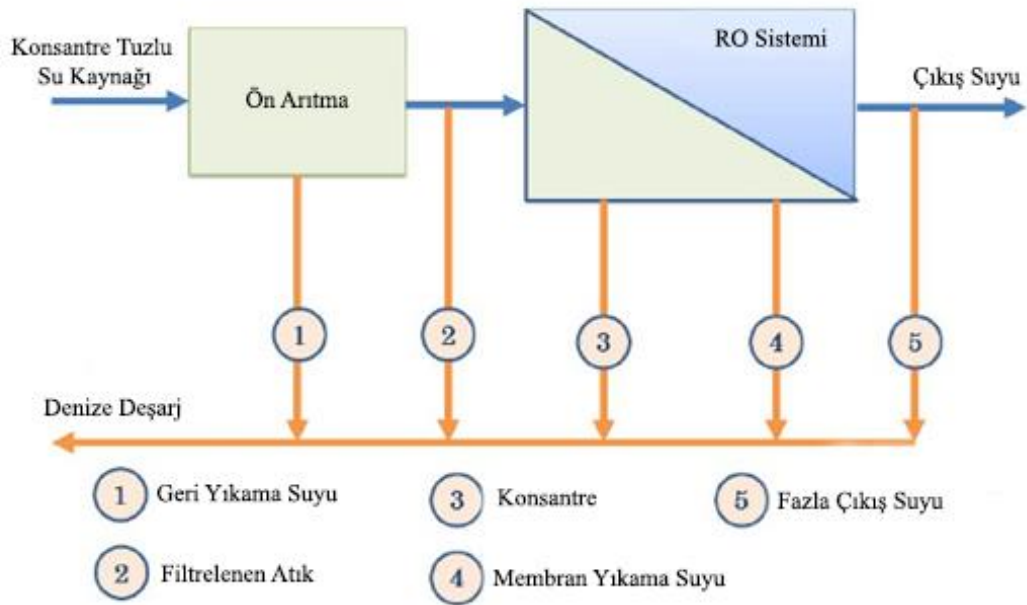 Konsantre Tuzlu
Su Kaynağı
Ön Arıtma
RO Sistemi
Çıkış Suyu
1
2
3
4
5
Denize Deşarj
1 Geri Yıkama Suyu
3 Konsantre
5 Fazla Çıkış Suyu
2 Filtrelenen Atık
4 Membran Yıkama Suyu